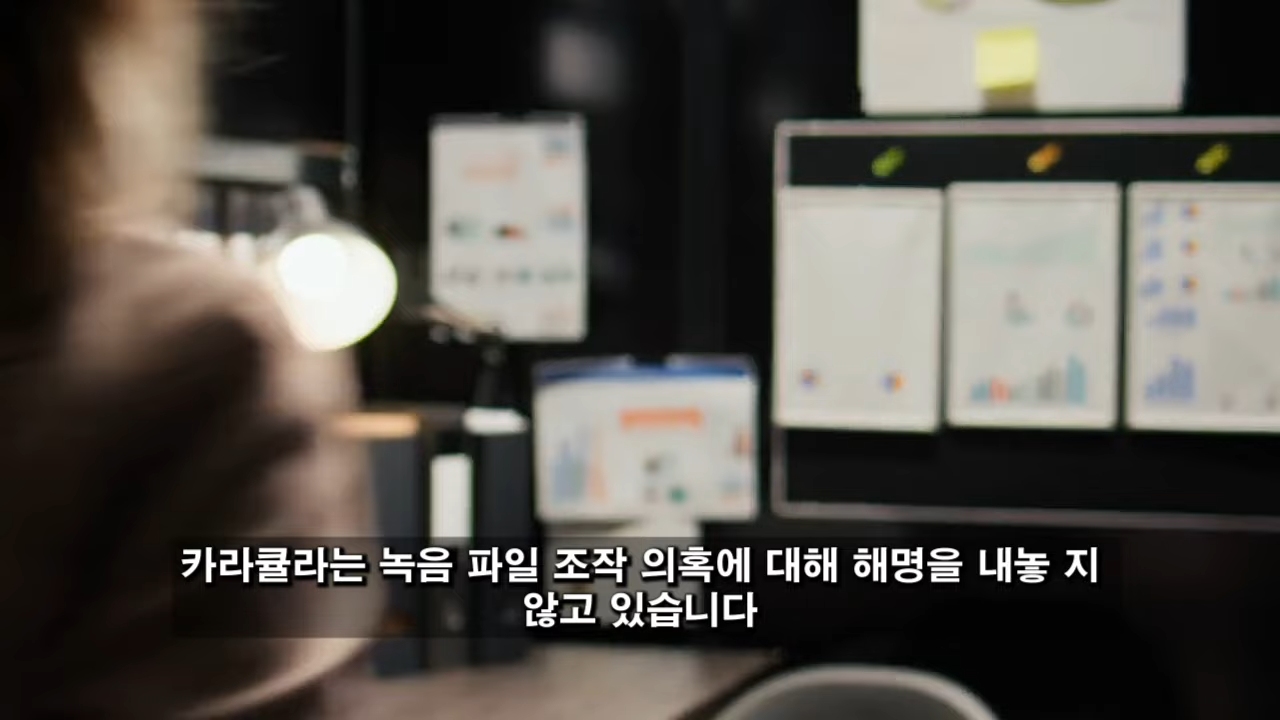 카라큘라는 녹음 파일 조작 의혹에 대해 해명을 내놓 지
않고 있습니다